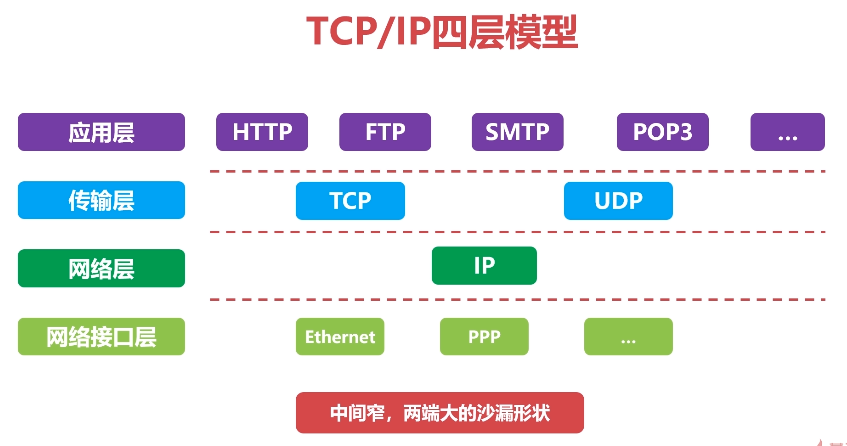 TCP/IP四层模型
应用层 HTTP FTP SMTP POP3 ...
传输层 TCP UDP
网络层 IP
网络接口层 Ethernet PPP ...
中间窄，两端大的沙漏形状